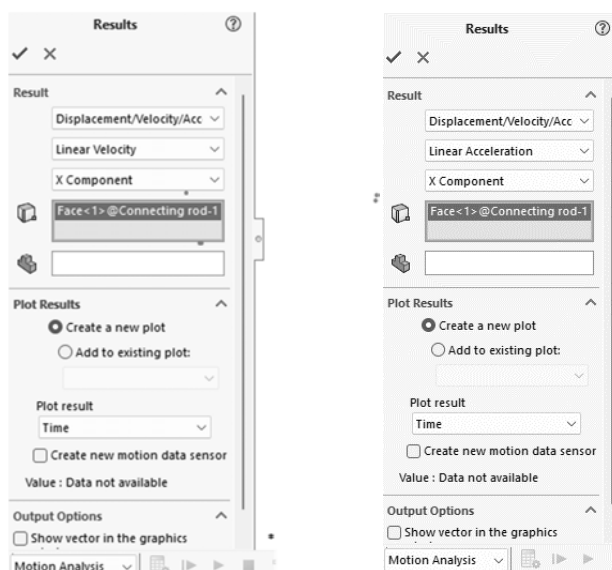 Results
Result
Displacement/Velocity/Acc
Linear Velocity
X Component
Face<1>@Connecting rod-1
Plot Results
Create a new plot
Add to existing plot:
Plot result
Time
Create new motion data sensor
Value : Data not available
Output Options
Show vector in the graphics
Motion Analysis
Results
Result
Displacement/Velocity/Acc
Linear Acceleration
X Component
Face<1>@Connecting rod-1
Plot Results
Create a new plot
Add to existing plot:
Plot result
Time
Create new motion data sensor
Value : Data not available
Output Options
Show vector in the graphics
Motion Analysis